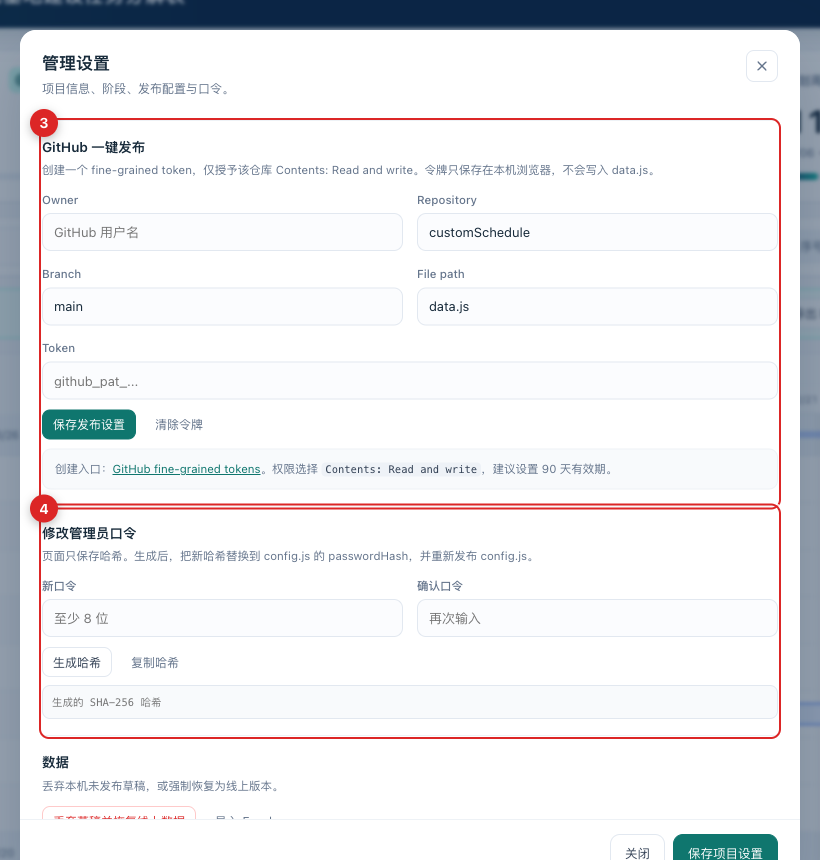 管理设置
项目信息、阶段、发布配置与口令。
3
GitHub 一键发布
创建一个 fine-grained token，仅授予该仓库 Contents: Read and write。令牌只保存在本机浏览器，不会写入 data.js。
Owner
Repository
GitHub 用户名
customSchedule
Branch
File path
main
data.js
Token
github_pat_...
保存发布设置
清除令牌
创建入口：GitHub fine-grained tokens。权限选择 Contents: Read and write，建议设置 90 天有效期。
4
修改管理员口令
页面只保存哈希。生成后，把新哈希替换到 config.js 的 passwordHash，并重新发布 config.js。
新口令
确认口令
至少 8 位
再次输入
生成哈希
复制哈希
生成的 SHA-256 哈希
数据
丢弃本机未发布草稿，或强制恢复为线上版本。
关闭
保存项目设置